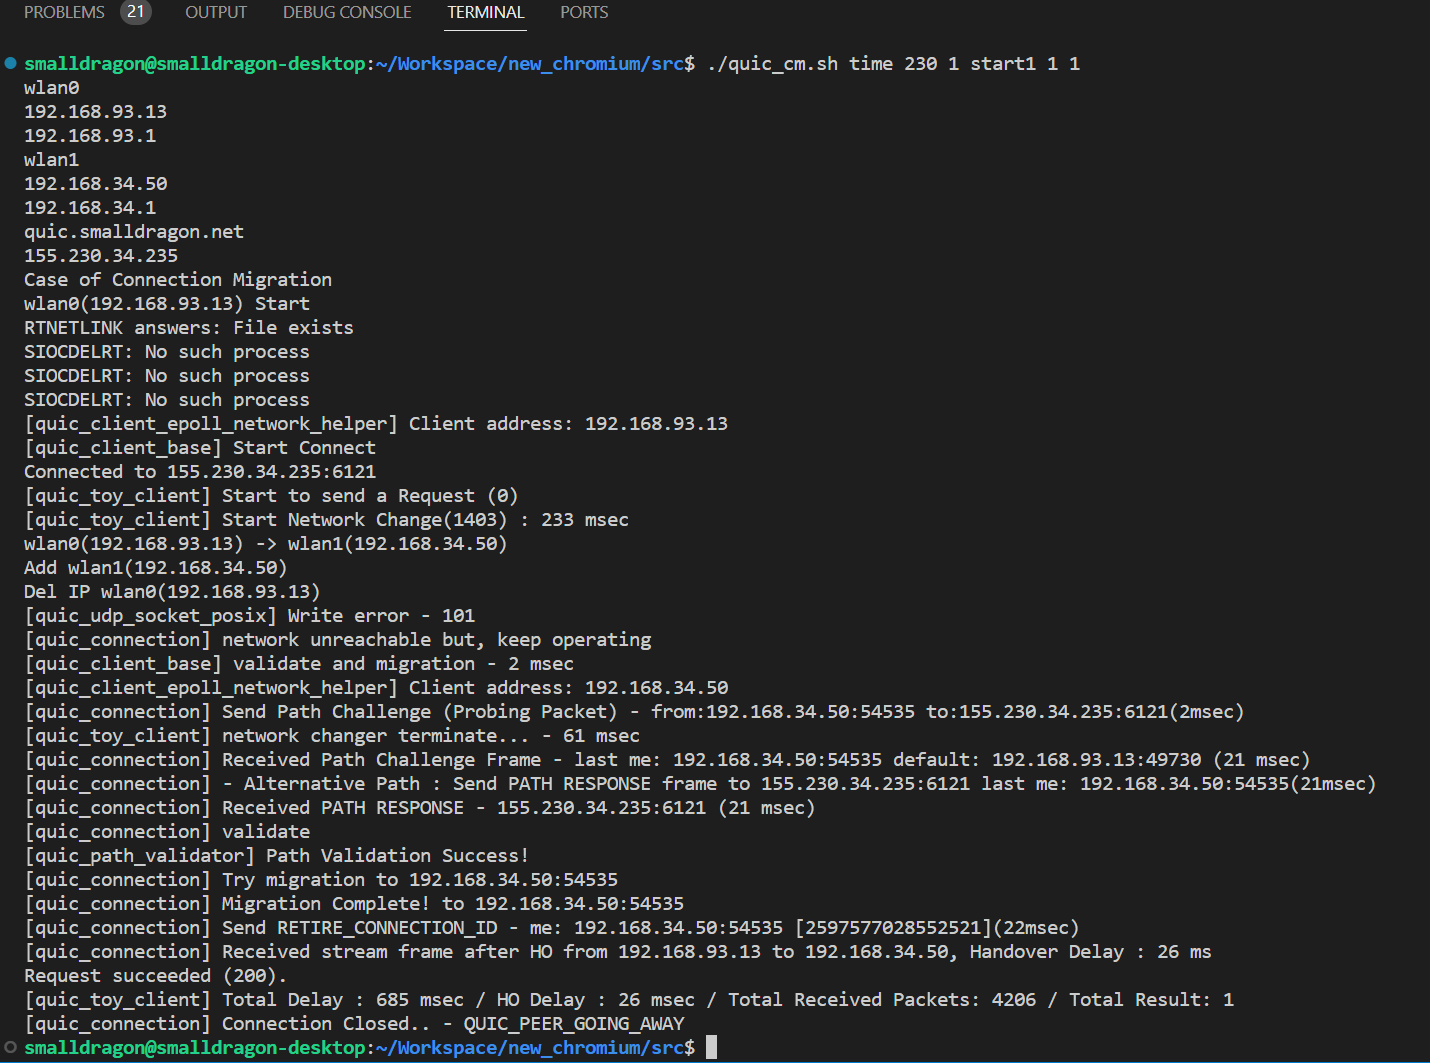 PROBLEMS 21 OUTPUT DEBUG CONSOLE TERMINAL PORTS
smalldragon@smalldragon-desktop:~/Workspace/new_chromium/src$ ./quic_cm.sh time 230 1 start1 1 1
wlan0
192.168.93.13
192.168.93.1
wlan1
192.168.34.50
192.168.34.1
quic.smalldragon.net
155.230.34.235
Case of Connection Migration
wlan0(192.168.93.13) Start
RTNETLINK answers: File exists
SIOCDELRT: No such process
SIOCDELRT: No such process
SIOCDELRT: No such process
[quic_client_epoll_network_helper] Client address: 192.168.93.13
[quic_client_base] Start Connect
Connected to 155.230.34.235:6121
[quic_toy_client] Start to send a Request (0)
[quic_toy_client] Start Network Change(1403) : 233 msec
wlan0(192.168.93.13) -> wlan1(192.168.34.50)
Add wlan1(192.168.34.50)
Del IP wlan0(192.168.93.13)
[quic_udp_socket_posix] Write error - 101
[quic_connection] network unreachable but, keep operating
[quic_client_base] validate and migration - 2 msec
[quic_client_epoll_network_helper] Client address: 192.168.34.50
[quic_connection] Send Path Challenge (Probing Packet) - from:192.168.34.50:54535 to:155.230.34.235:6121(2msec)
[quic_toy_client] network changer terminate... - 61 msec
[quic_connection] Received Path Challenge Frame - last me: 192.168.34.50:54535 default: 192.168.93.13:49730 (21 msec)
[quic_connection] - Alternative Path : Send PATH RESPONSE frame to 155.230.34.235:6121 last me: 192.168.34.50:54535(21msec)
[quic_connection] Received PATH RESPONSE - 155.230.34.235:6121 (21 msec)
[quic_connection] validate
[quic_path_validator] Path Validation Success!
[quic_connection] Try migration to 192.168.34.50:54535
[quic_connection] Migration Complete! to 192.168.34.50:54535
[quic_connection] Send RETIRE_CONNECTION_ID - me: 192.168.34.50:54535 [2597577028552521](22msec)
[quic_connection] Received stream frame after HO from 192.168.93.13 to 192.168.34.50, Handover Delay : 26 ms
Request succeeded (200).
[quic_toy_client] Total Delay : 685 msec / HO Delay : 26 msec / Total Received Packets: 4206 / Total Result: 1
[quic_connection] Connection Closed.. - QUIC_PEER_GOING_AWAY
smalldragon@smalldragon-desktop:~/Workspace/new_chromium/src$